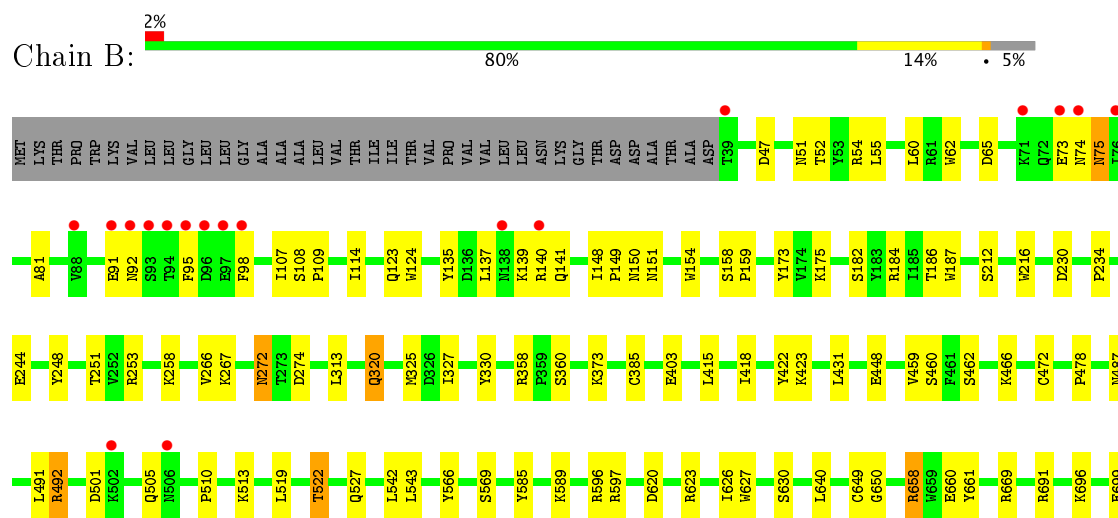 2%
Chain B:
80% 14% • 5%
MET LYS THR PRO TRP LYS VAL LEU LEU GLY LEU LEU GLY ALA ALA ALA ALA LEU VAL THR ILE ILE THR VAL PRO VAL VAL LEU LEU ASN LYS GLY THR ASP ASP ALA THR ALA ASP T39 D47 N51 T52 Y53 R54 L55 L60 R61 W62 D65 K71 Q72 E73 N74 N75 I76
A81 V88 E91 N92 S93 T94 F95 D96 E97 F98 I107 S108 P109 I114 Q123 W124 Y135 D136 L137 N138 K139 R140 Q141 I148 P149 N150 N151 W154 S158 P159 Y173 V174 K175 S182 Y183 R184 I185 T186 W187 S212 W216 D230 P234
E244 Y248 T251 V252 R253 K258 V266 K267 N272 T273 D274 L313 Q320 M325 D326 I327 Y330 R358 P359 S360 K373 C385 E403 L415 I418 Y422 K423 L431 E448 V459 S460 F461 S462 K466 C472 P478 N487
L491 R492 D501 K502 Q505 N506 P510 K513 L519 T522 Q527 L542 L543 Y566 S569 Y585 K589 R596 R597 D620 R623 I626 W627 S630 L640 C649 G650 R658 W659 E660 Y661 R669 R691 K696